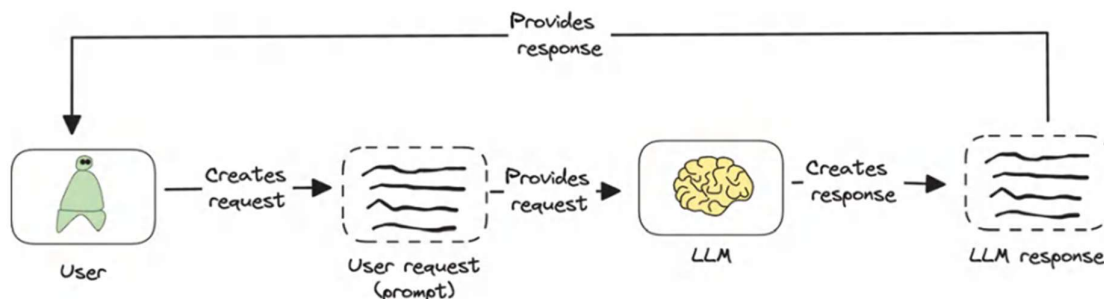 Provides
response
Creates
request
Provides
request
Creates
response
User
User request
(prompt)
LLM
LLM response